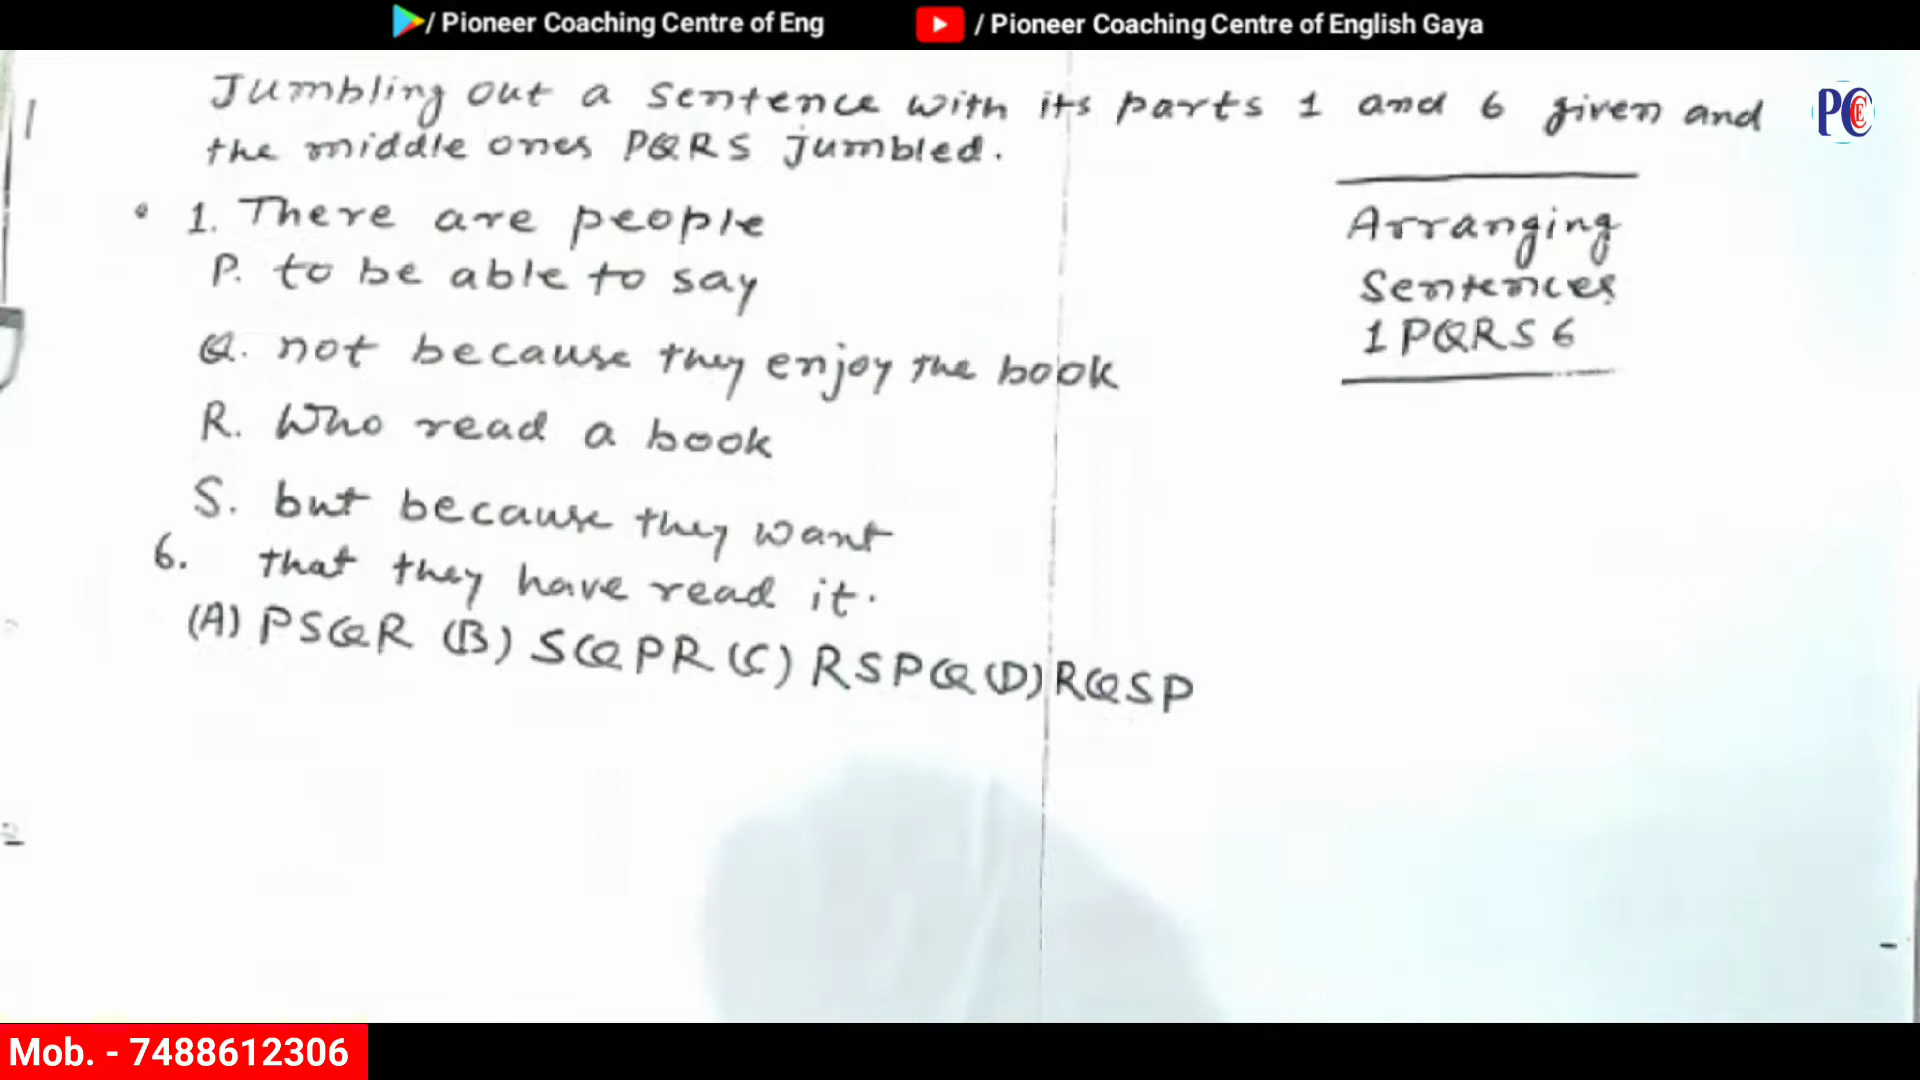 / Pioneer Coaching Centre of Eng
/ Pioneer Coaching Centre of English Gaya
Jumbling out a sentence with its parts 1 and 6 given and
the middle ones PQRS jumbled.
PCE
1. There are people
P. to be able to say
Q. not because they enjoy the book
R. Who read a book
S. but because they want
6. that they have read it.
(A) PSQR (B) SQPR (C) RSPQ (D) RQSP
Arranging
Sentences
1PQRS6
Mob. - 7488612306